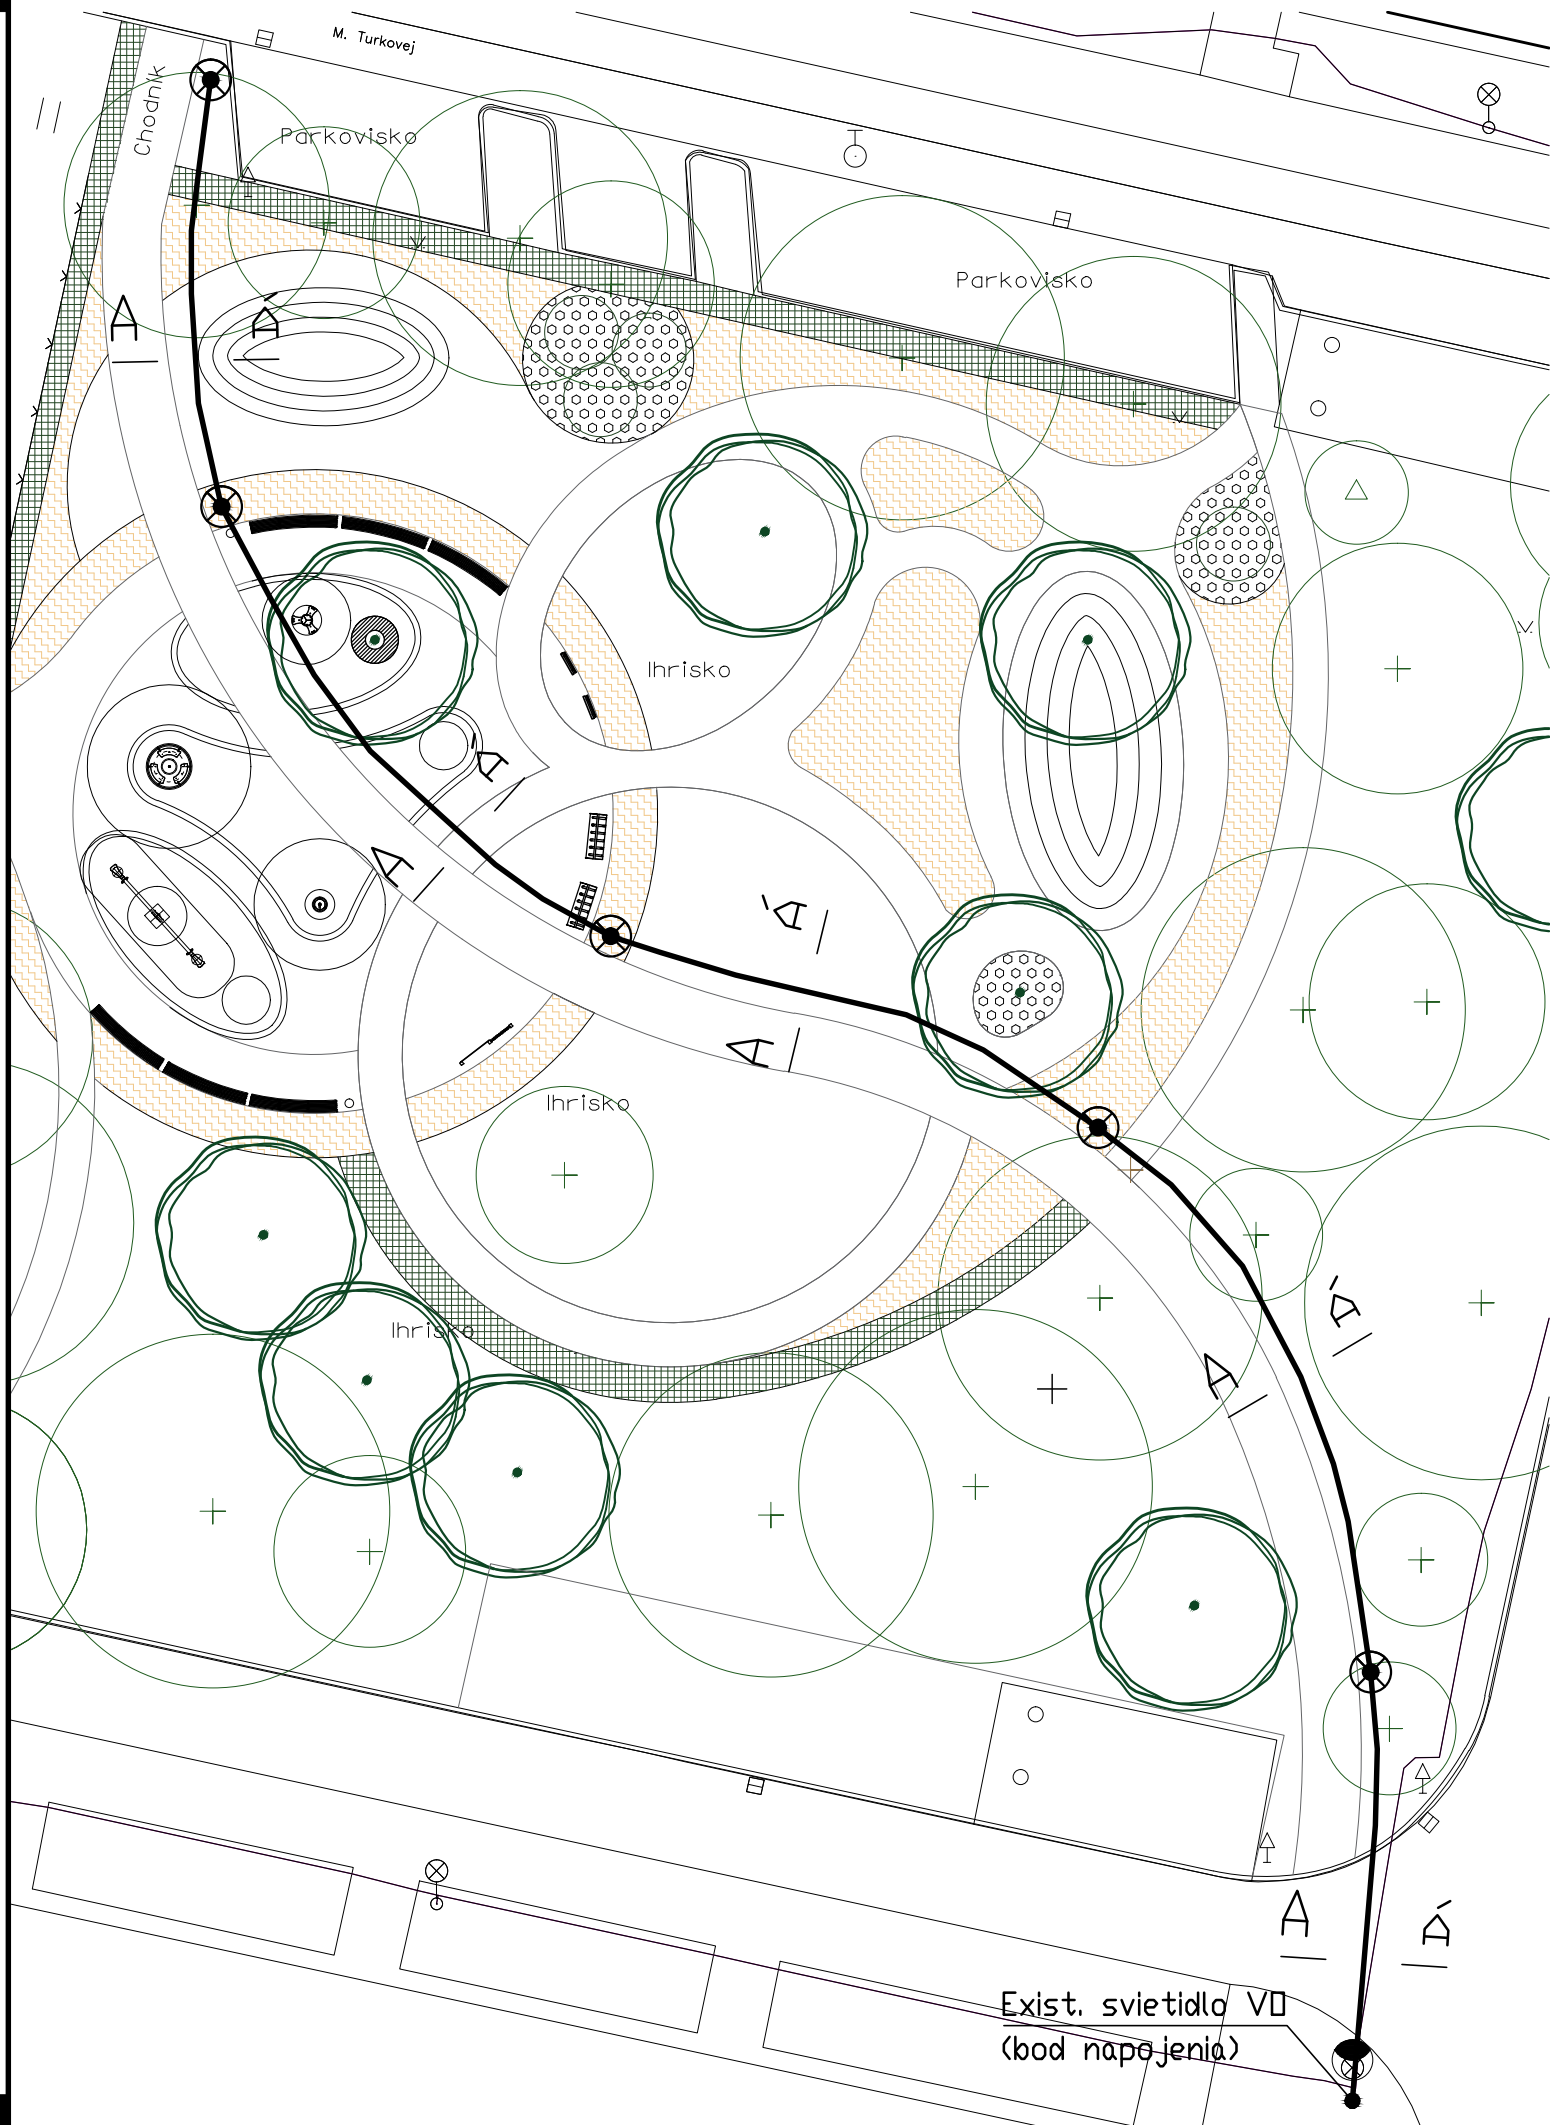 M. Turkovej
Chodník
Parkovisko
Parkovisko
A
Á
Ihrisko
A
A
Á
A
Ihrisko
Á
Ihrisko
A
A
Á
Exist. svietidlo VO
(bod napojenia)